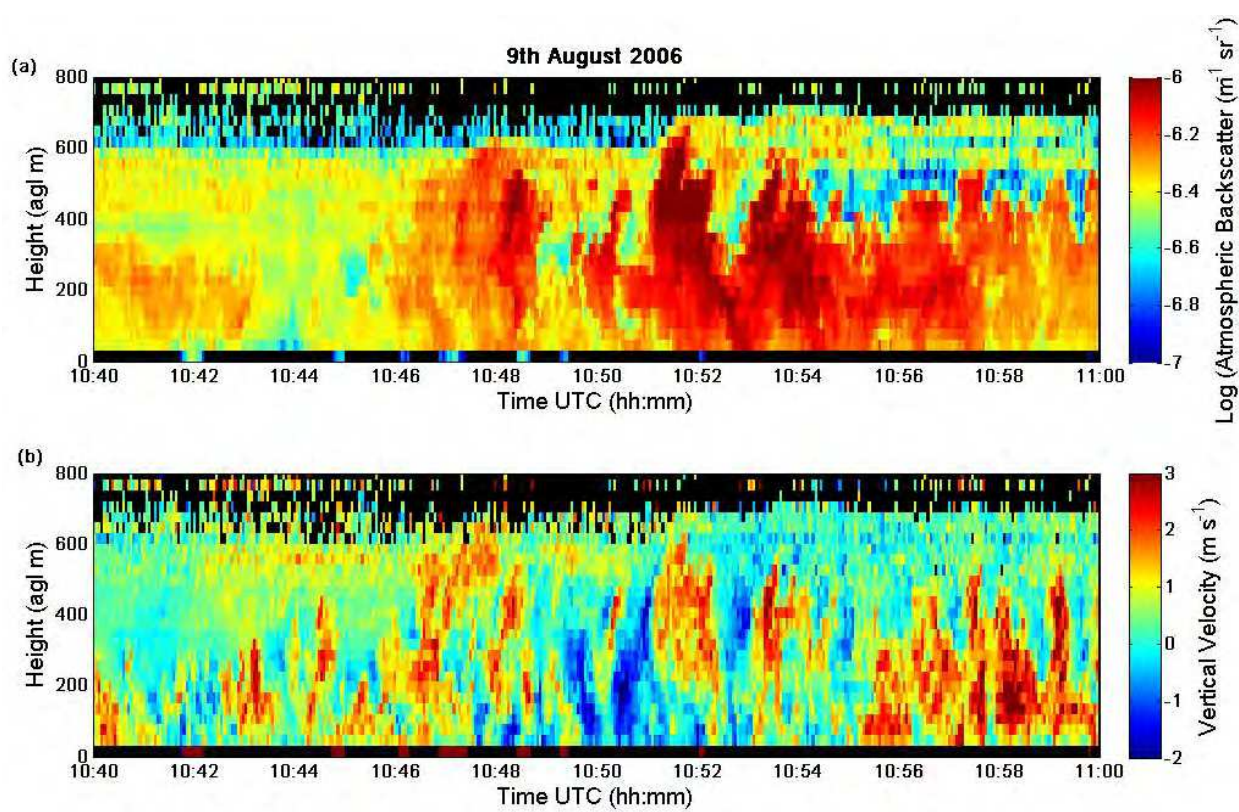 9th August 2006
(a)
800
600
400
200
0
Height (agl m)
10:40 10:42 10:44 10:46 10:48 10:50 10:52 10:54 10:56 10:58 11:00
Time UTC (hh:mm)
-6
-6.2
-6.4
-6.6
-6.8
-7
Log (Atmospheric Backscatter (m⁻¹ sr⁻¹)
(b)
800
600
400
200
0
Height (agl m)
10:40 10:42 10:44 10:46 10:48 10:50 10:52 10:54 10:56 10:58 11:00
Time UTC (hh:mm)
3
2
1
0
-1
-2
Vertical Velocity (m s⁻¹)